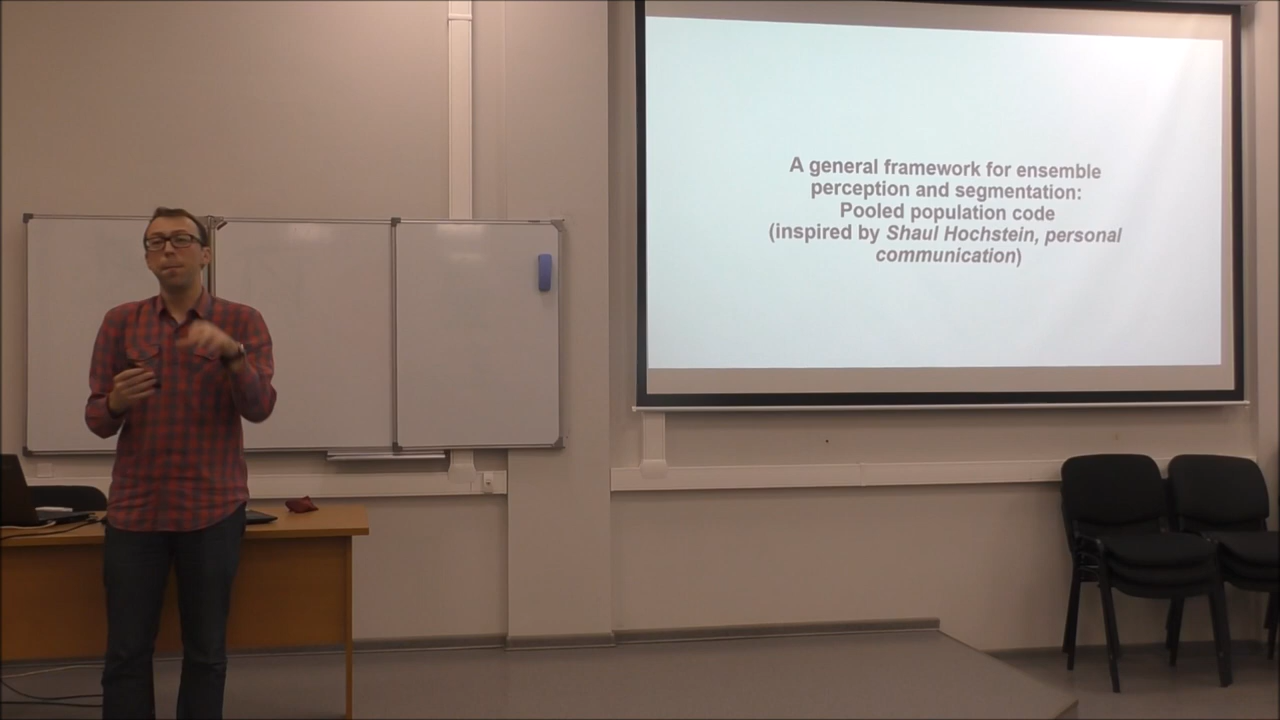 A general framework for ensemble
perception and segmentation:
Pooled population code
(inspired by Shaul Hochstein, personal
communication)